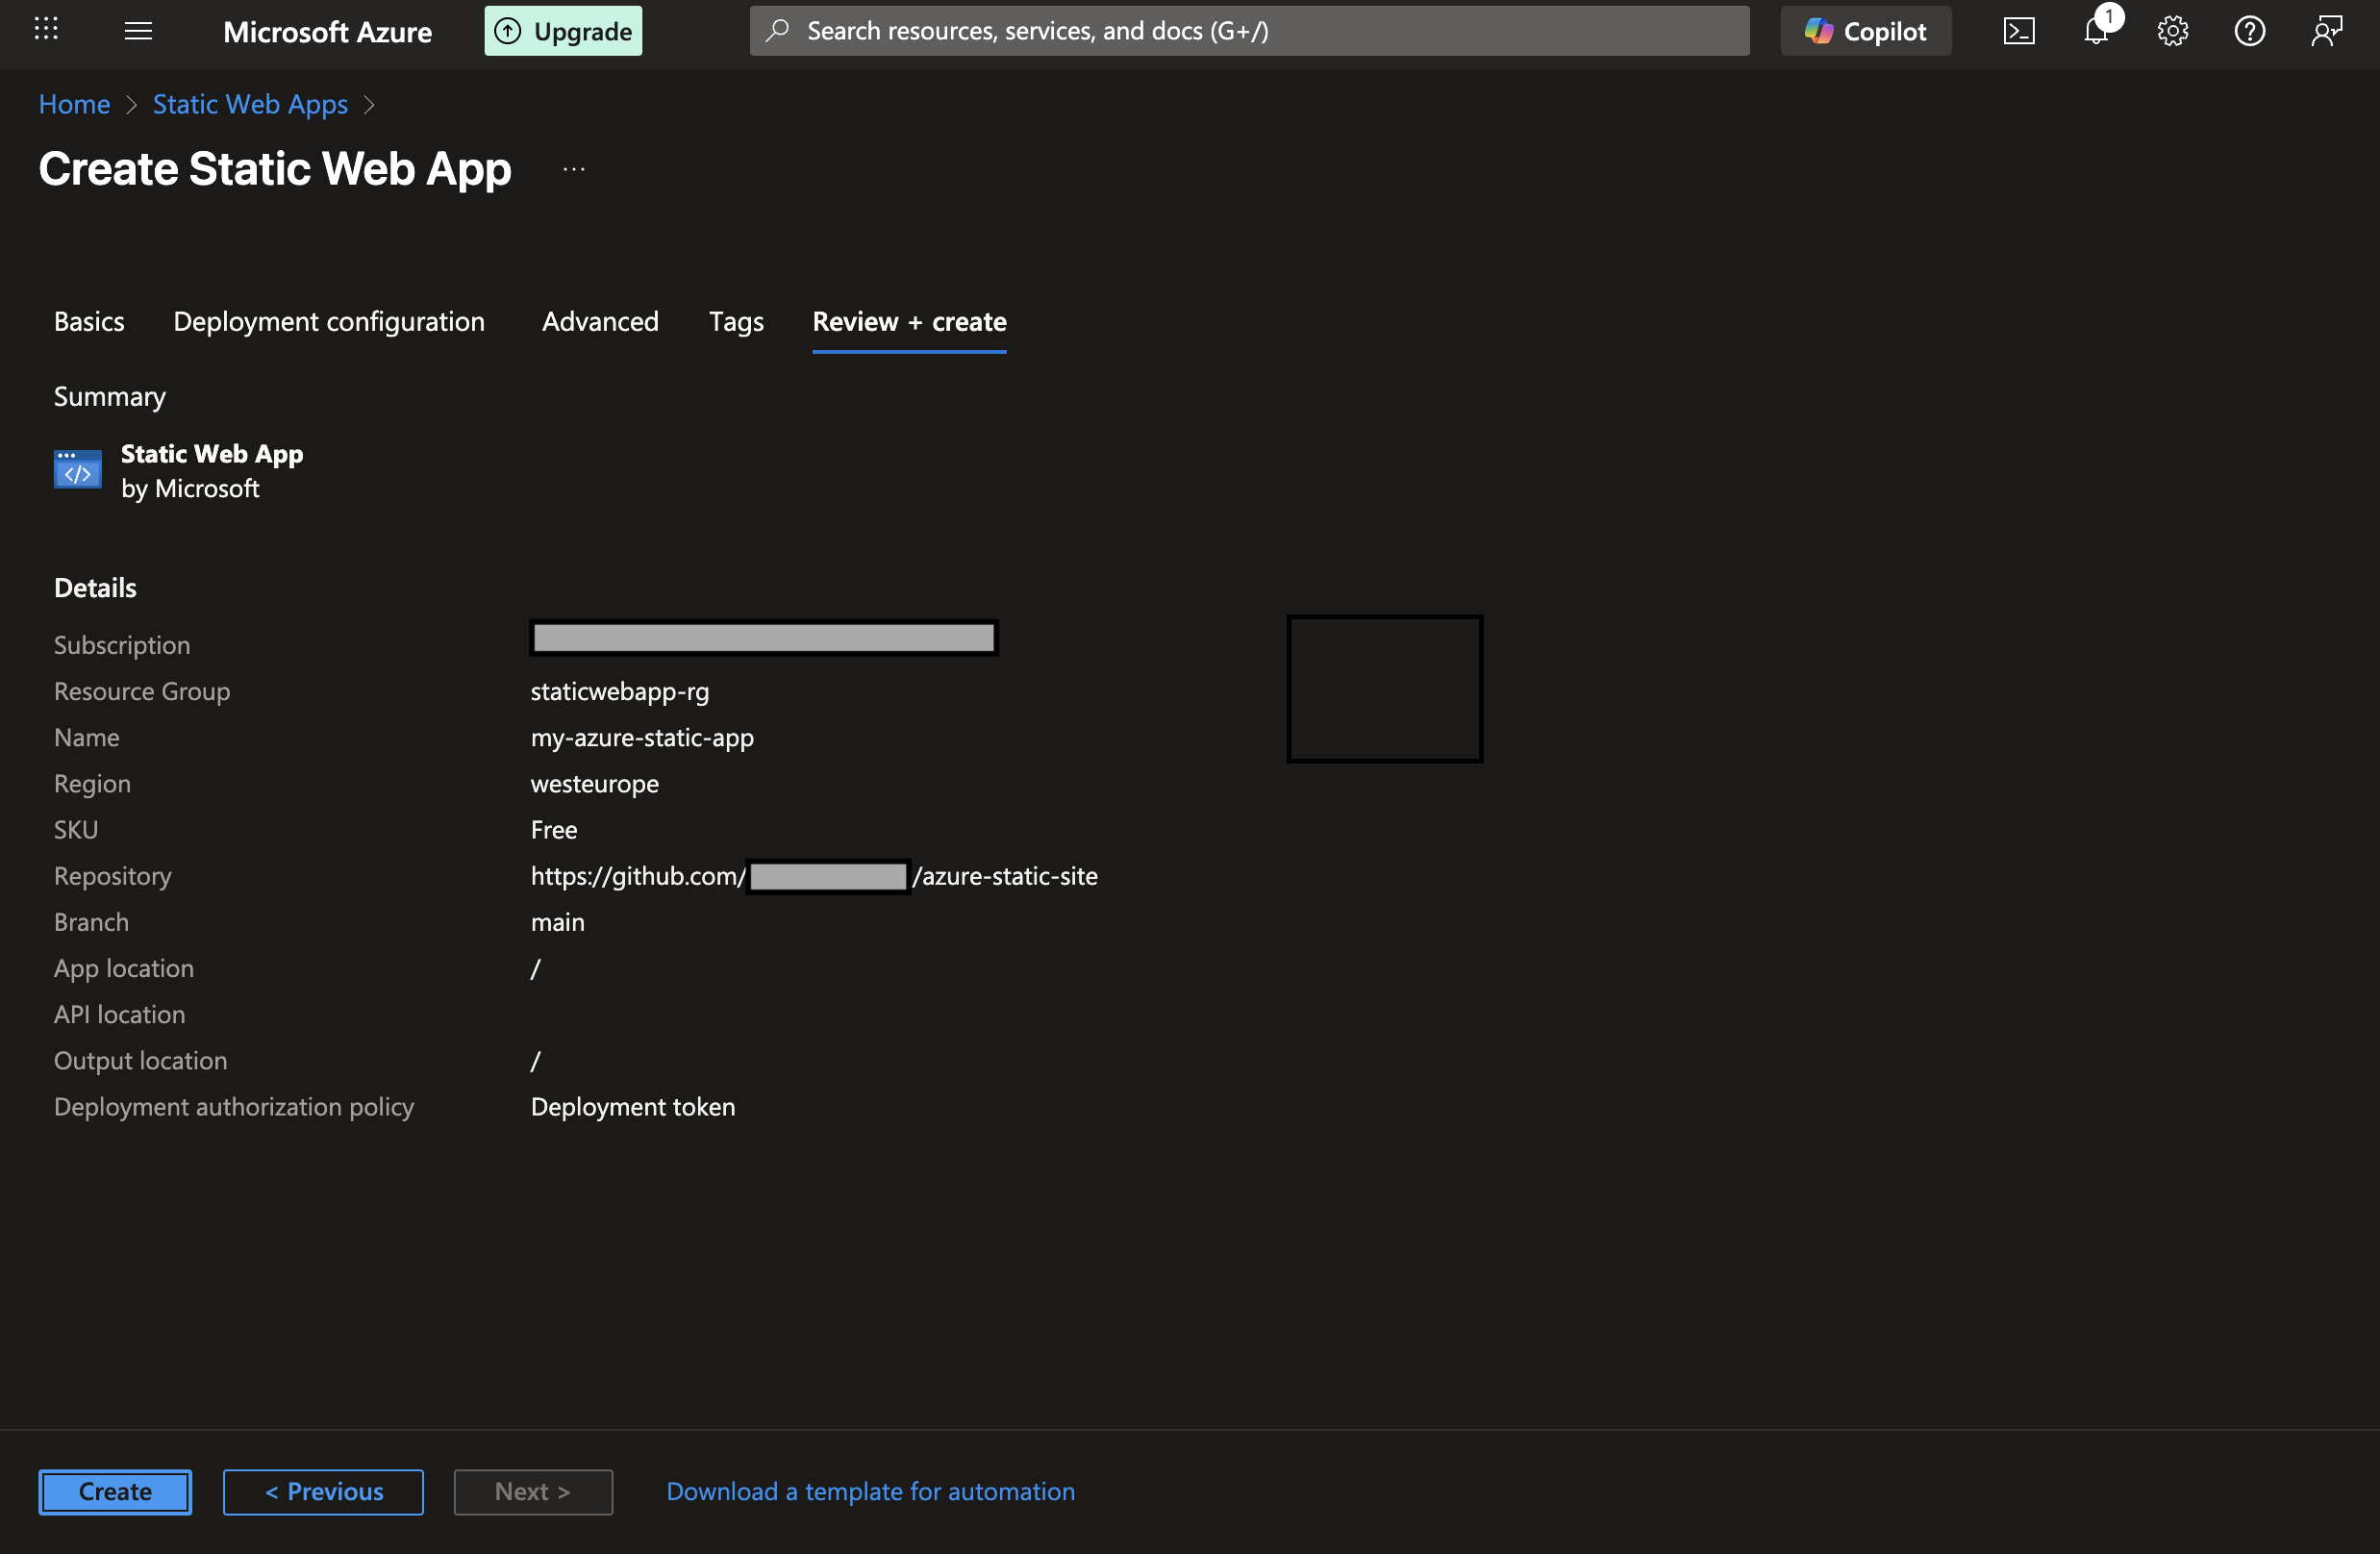 Microsoft Azure
Upgrade
Search resources, services, and docs (G+/)
Copilot
1
Home > Static Web Apps >
Create Static Web App ...
Basics
Deployment configuration
Advanced
Tags
Review + create
Summary
</>
Static Web App
by Microsoft
Details
Subscription
Resource Group staticwebapp-rg
Name my-azure-static-app
Region westeurope
SKU Free
Repository https://github.com/ /azure-static-site
Branch main
App location /
API location
Output location /
Deployment authorization policy Deployment token
Create
< Previous
Next >
Download a template for automation